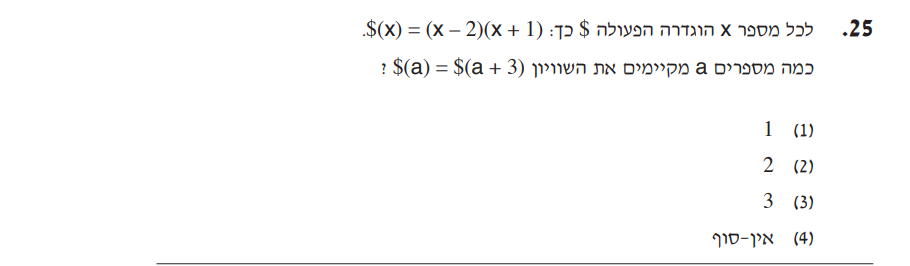 25. לכל מספר x הוגדרה הפעולה $ כך: $(x) = (x – 2)(x + 1).
כמה מספרים a מקיימים את השוויון $(a) = $(a + 3) ?
(1) 1
(2) 2
(3) 3
(4) אין-סוף